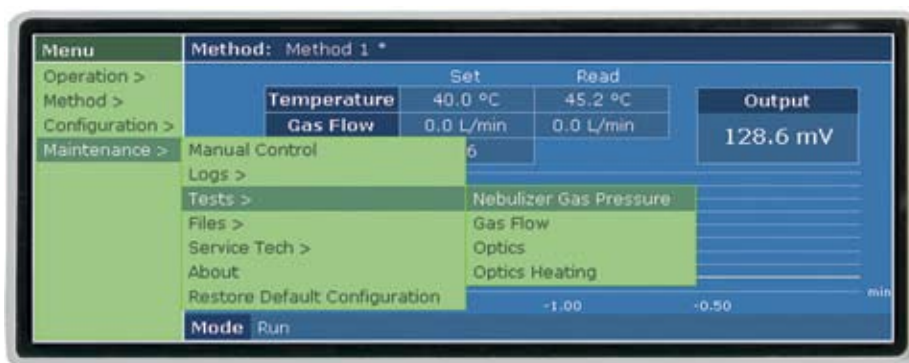 Menu
Method: Method 1 *
Operation >
Method >
Configuration >
Maintenance >
Set Read
Temperature 40.0 °C 45.2 °C
Gas Flow 0.0 L/min 0.0 L/min
6
Output
128.6 mV
Manual Control
Logs >
Tests >
Files >
Service Tech >
About
Restore Default Configuration
Nebulizer Gas Pressure
Gas Flow
Optics
Optics Heating
-1.00 -0.50 min
Mode Run